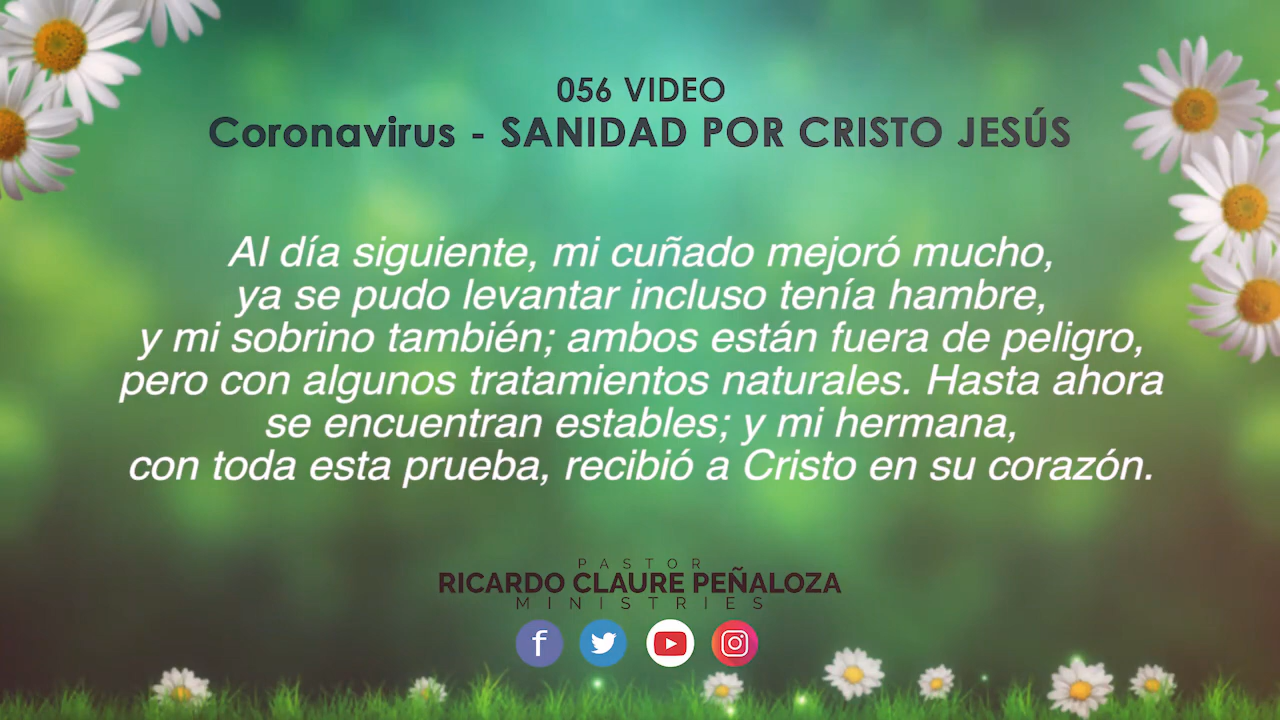 056 VIDEO
Coronavirus - SANIDAD POR CRISTO JESÚS
Al día siguiente, mi cuñado mejoró mucho,
ya se pudo levantar incluso tenía hambre,
y mi sobrino también; ambos están fuera de peligro,
pero con algunos tratamientos naturales. Hasta ahora
se encuentran estables; y mi hermana,
con toda esta prueba, recibió a Cristo en su corazón.
PASTOR
RICARDO CLAURE PEÑALOZA
MINISTRIES